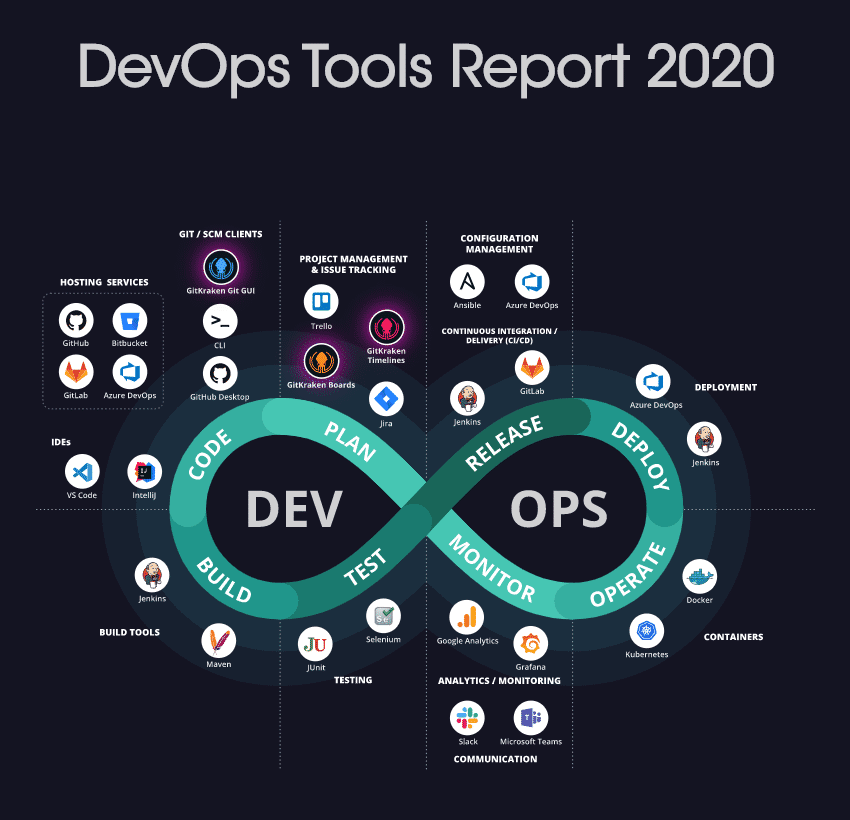 DevOps Tools Report 2020
GIT / SCM CLIENTS
GitKraken Git GUI
CLI
GitHub Desktop
HOSTING SERVICES
GitHub
Bitbucket
GitLab
Azure DevOps
IDEs
VS Code
IntelliJ
PROJECT MANAGEMENT
& ISSUE TRACKING
Trello
GitKraken
Timelines
GitKraken Boards
Jira
CONFIGURATION
MANAGEMENT
Ansible
Azure DevOps
CONTINUOUS INTEGRATION /
DELIVERY (CI/CD)
GitLab
Jenkins
Azure DevOps
DEPLOYMENT
Jenkins
CODE
PLAN
RELEASE
DEPLOY
DEV
OPS
BUILD
TEST
MONITOR
OPERATE
Jenkins
BUILD TOOLS
Maven
JU
JUnit
Se
Selenium
TESTING
Google Analytics
Grafana
ANALYTICS / MONITORING
Slack
Microsoft Teams
COMMUNICATION
Docker
Kubernetes
CONTAINERS